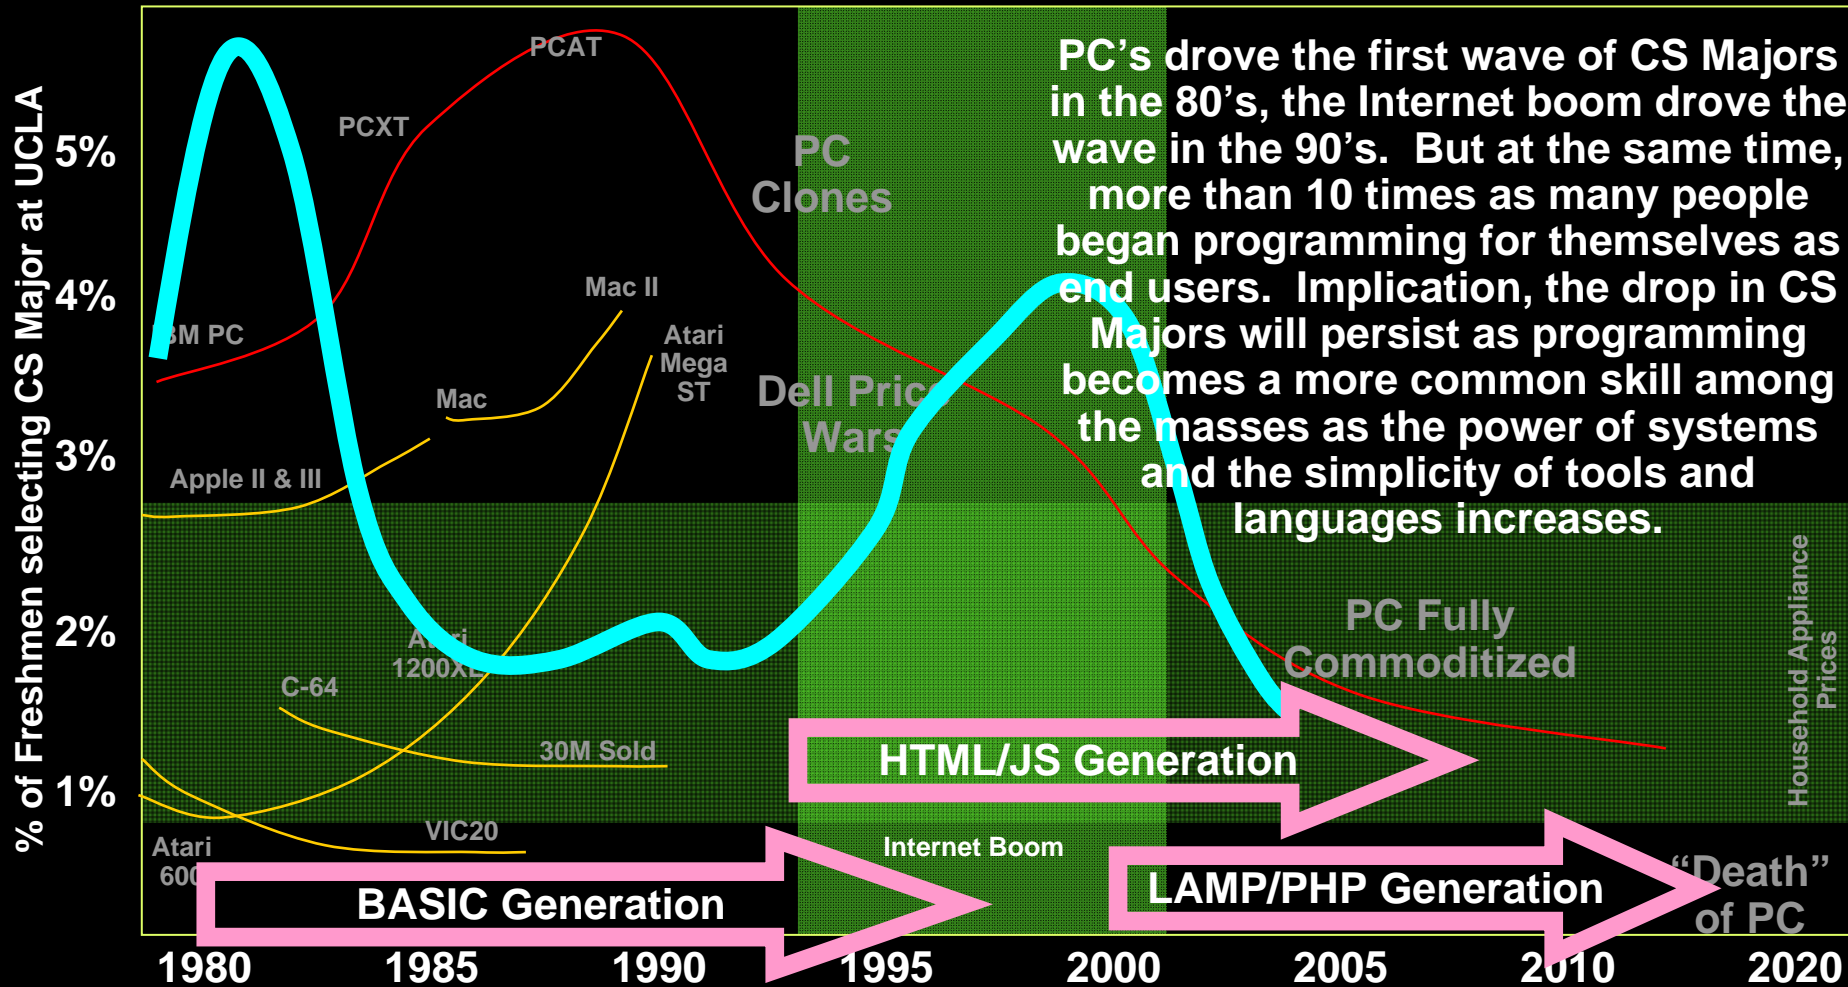 PC’s drove the first wave of CS Majors
in the 80’s, the Internet boom drove the
wave in the 90’s.  But at the same time,
more than 10 times as many people
began programming for themselves as
end users.  Implication, the drop in CS
Majors will persist as programming
becomes a more common skill among
the masses as the power of systems
and the simplicity of tools and
languages increases.
% of Freshmen selecting CS Major at UCLA
5%
4%
3%
2%
1%
PCAT
PCXT
PC
Clones
Mac II
IBM PC
Atari
Mega
ST
Mac
Dell Price
Wars
Apple II & III
PC Fully
Commoditized
Household Appliance
Prices
Atari
1200XL
C-64
30M Sold
HTML/JS Generation
VIC20
Internet Boom
Atari
600
BASIC Generation
LAMP/PHP Generation
“Death”
of PC
1980
1985
1990
1995
2000
2005
2010
2020